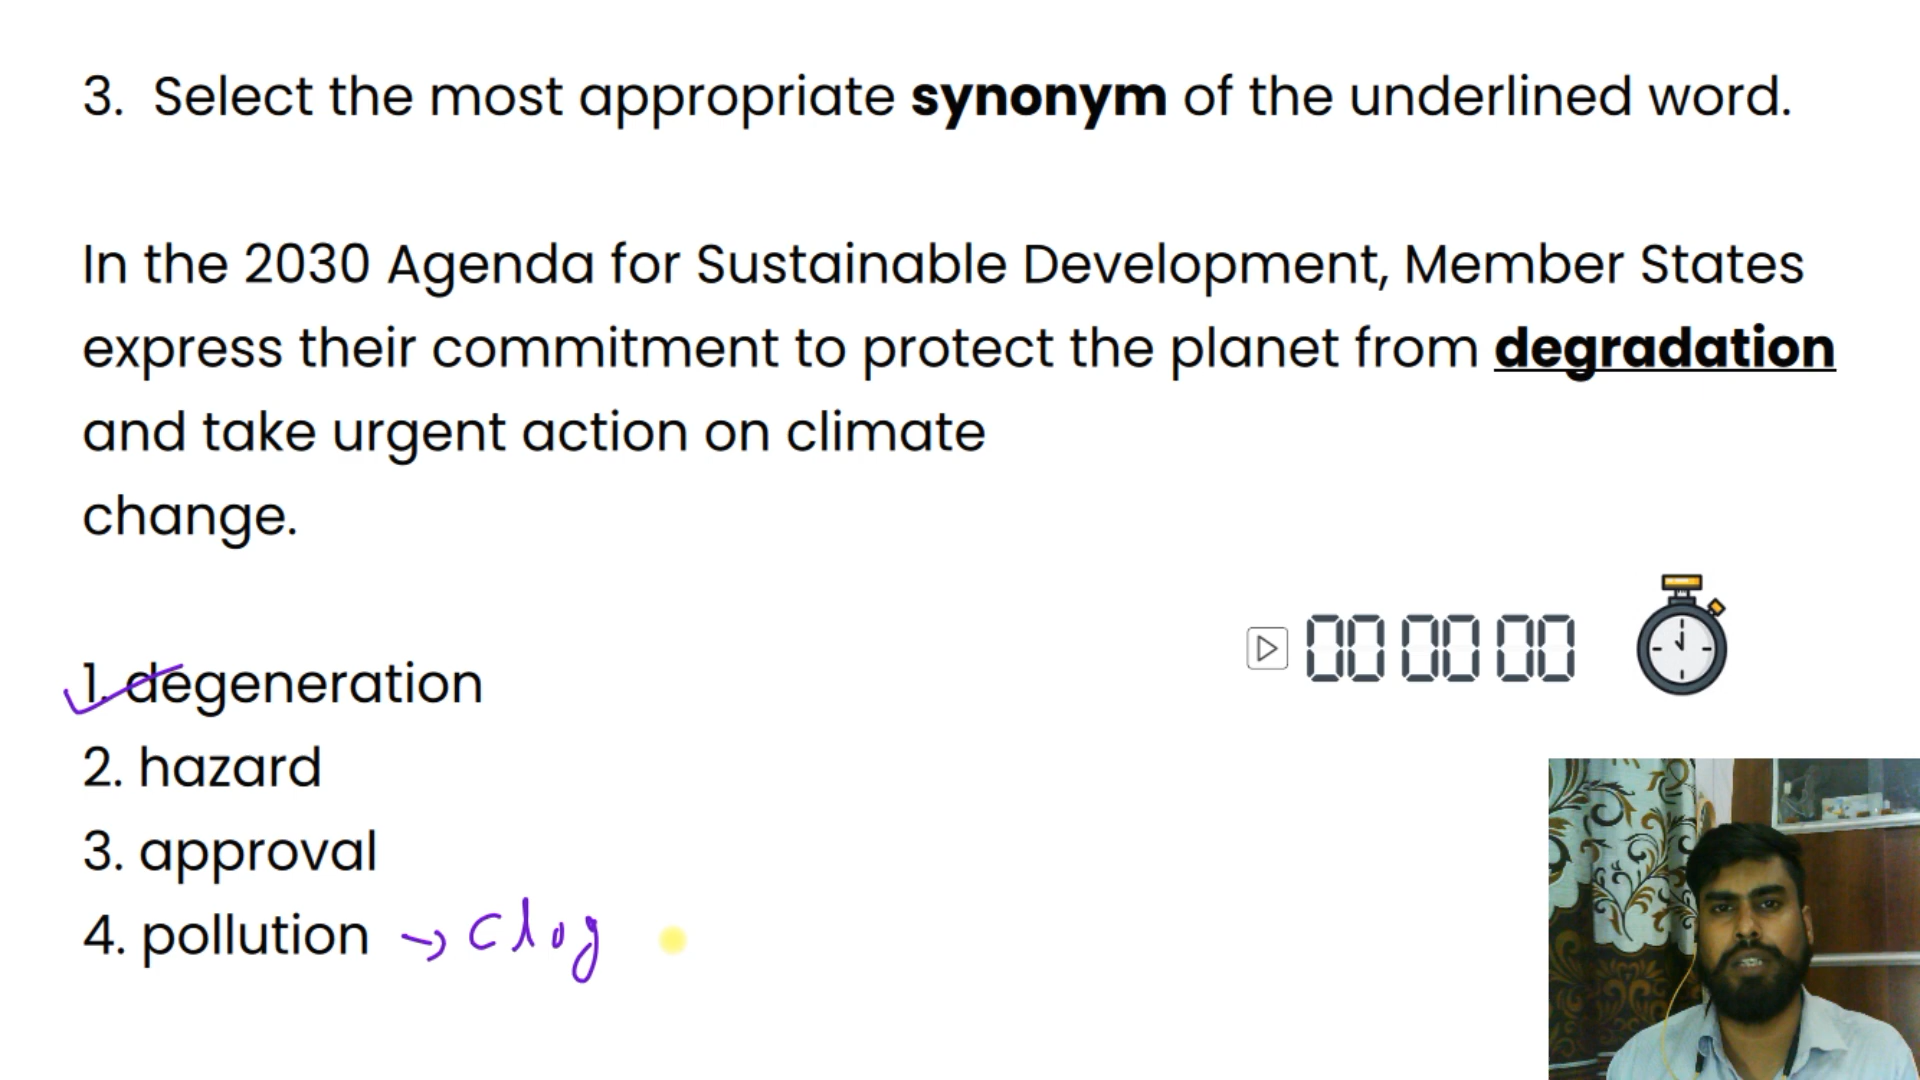 3. Select the most appropriate synonym of the underlined word.
In the 2030 Agenda for Sustainable Development, Member States
express their commitment to protect the planet from degradation
and take urgent action on climate
change.
00 00 00
1. degeneration
2. hazard
3. approval
4. pollution → clog